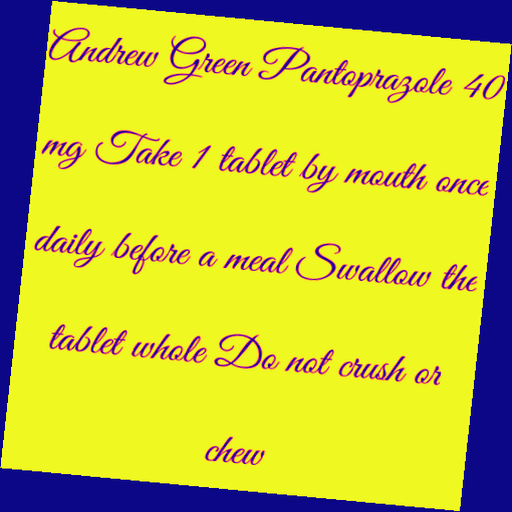 Andrew Green Pantoprazole 40
mg Take 1 tablet by mouth once
daily before a meal Swallow the
tablet whole Do not crush or
chew